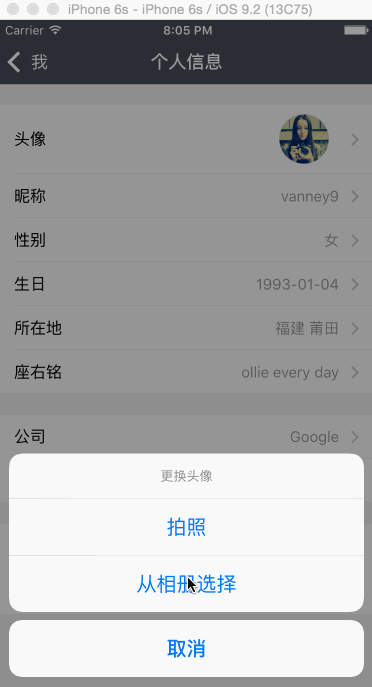 iPhone 6s - iPhone 6s / iOS 9.2 (13C75)
Carrier 8:05 PM
我 个人信息
头像
昵称 vanney9
性别 女
生日 1993-01-04
所在地 福建 莆田
座右铭 ollie every day
公司 Google
更换头像
拍照
从相册选择
取消